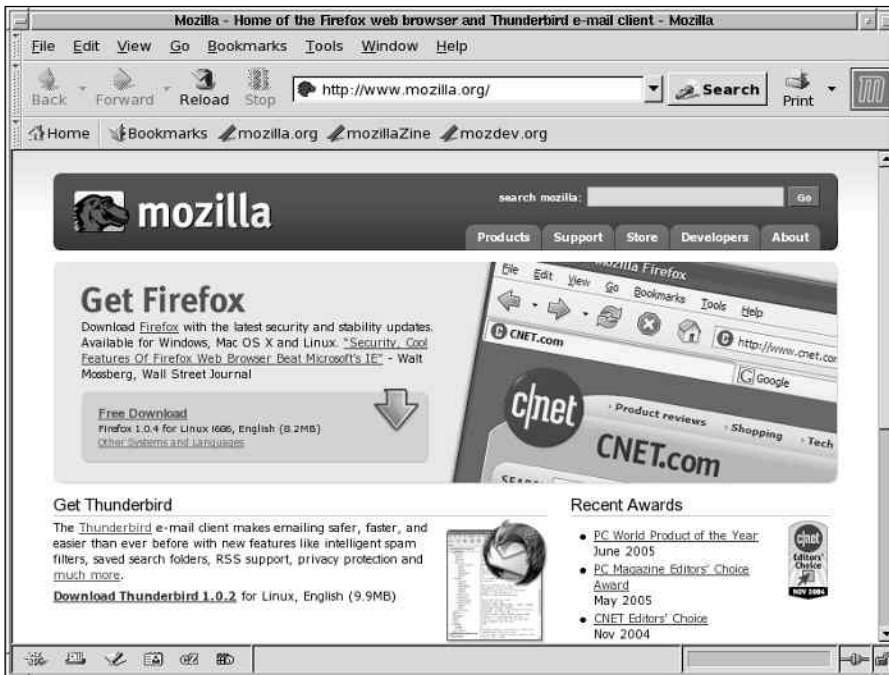 Mozilla - Home of the Firefox web browser and Thunderbird e-mail client - Mozilla
File Edit View Go Bookmarks Tools Window Help
Back Forward Reload Stop http://www.mozilla.org/ Search Print m
Home Bookmarks mozilla.org mozillaZine mozdev.org
mozilla
search mozilla: Go
Products Support Store Developers About
Get Firefox
Download Firefox with the latest security and stability updates.
Available for Windows, Mac OS X and Linux. "Security, Cool
Features Of Firefox Web Browser Beat Microsoft's IE" - Walt
Mossberg, Wall Street Journal
Free Download
Firefox 1.0.4 for Linux i686, English (8.2MB)
Other Systems and Languages
mozilla Firefox
File Edit View Go Bookmarks Tools Help
http://www.cnet.com
CNET.com
G Google
c|net
Product reviews Shopping Tech
CNET.com
Get Thunderbird
The Thunderbird e-mail client makes emailing safer, faster, and
easier than ever before with new features like intelligent spam
filters, saved search folders, RSS support, privacy protection and
much more.
Download Thunderbird 1.0.2 for Linux, English (9.9MB)
Recent Awards
PC World Product of the Year
June 2005
PC Magazine Editors' Choice
Award
May 2005
CNET Editors' Choice
Nov 2004
c|net
Editors'
Choice
NOV 2004